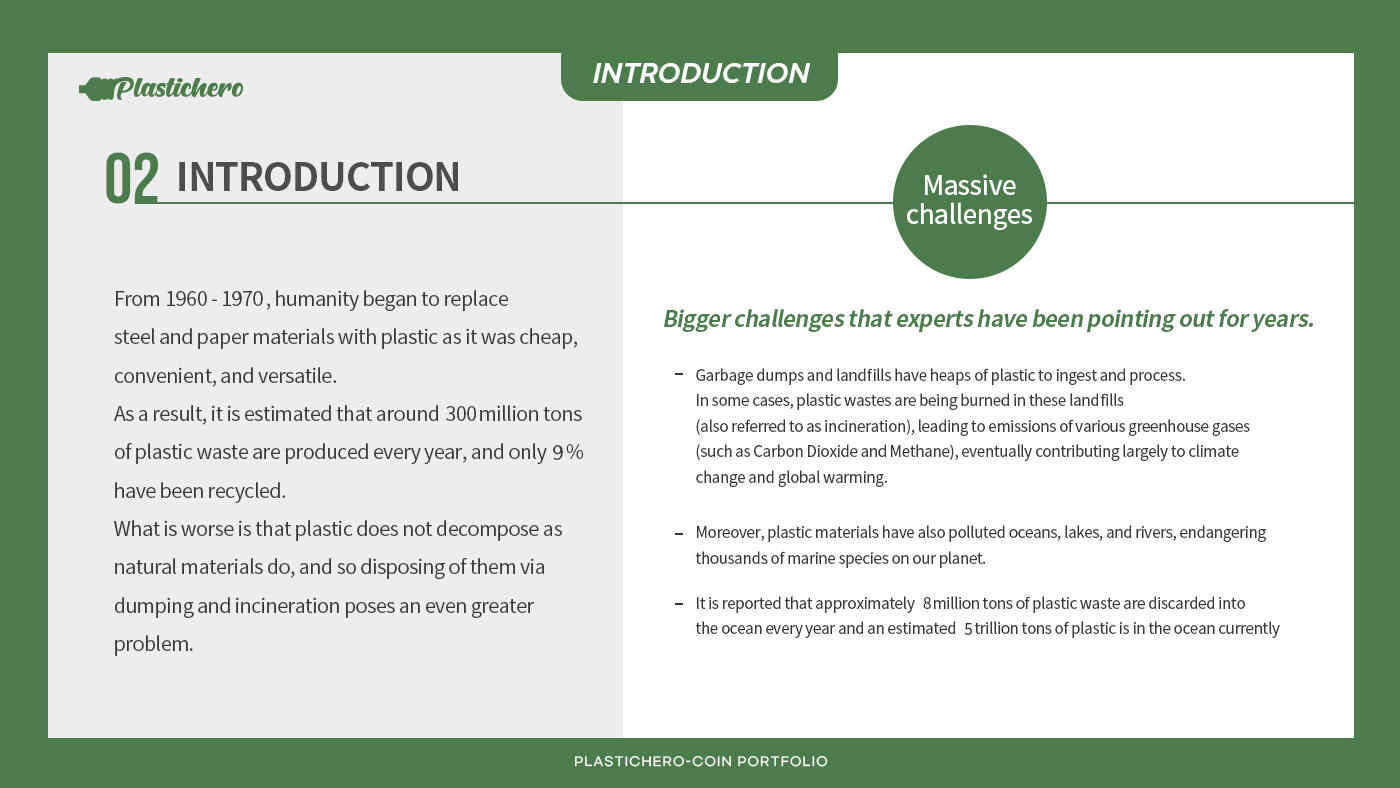 INTRODUCTION
Plastichero
02 INTRODUCTION
From 1960 - 1970, humanity began to replace
steel and paper materials with plastic as it was cheap,
convenient, and versatile.
As a result, it is estimated that around 300 million tons
of plastic waste are produced every year, and only 9 %
have been recycled.
What is worse is that plastic does not decompose as
natural materials do, and so disposing of them via
dumping and incineration poses an even greater
problem.
Massive
challenges
Bigger challenges that experts have been pointing out for years.
- Garbage dumps and landfills have heaps of plastic to ingest and process.
In some cases, plastic wastes are being burned in these landfills
(also referred to as incineration), leading to emissions of various greenhouse gases
(such as Carbon Dioxide and Methane), eventually contributing largely to climate
change and global warming.
- Moreover, plastic materials have also polluted oceans, lakes, and rivers, endangering
thousands of marine species on our planet.
- It is reported that approximately 8 million tons of plastic waste are discarded into
the ocean every year and an estimated 5 trillion tons of plastic is in the ocean currently
PLASTICHERO-COIN PORTFOLIO